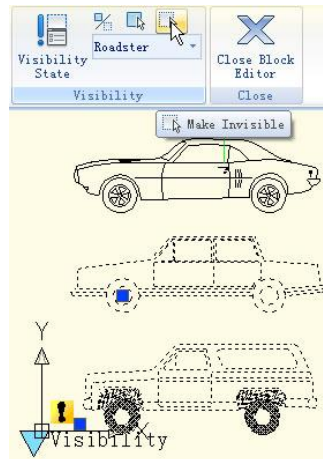 Roadster
Visibility State
Close Block Editor
Visibility
Close
Make Invisible
Y
X
Visibility